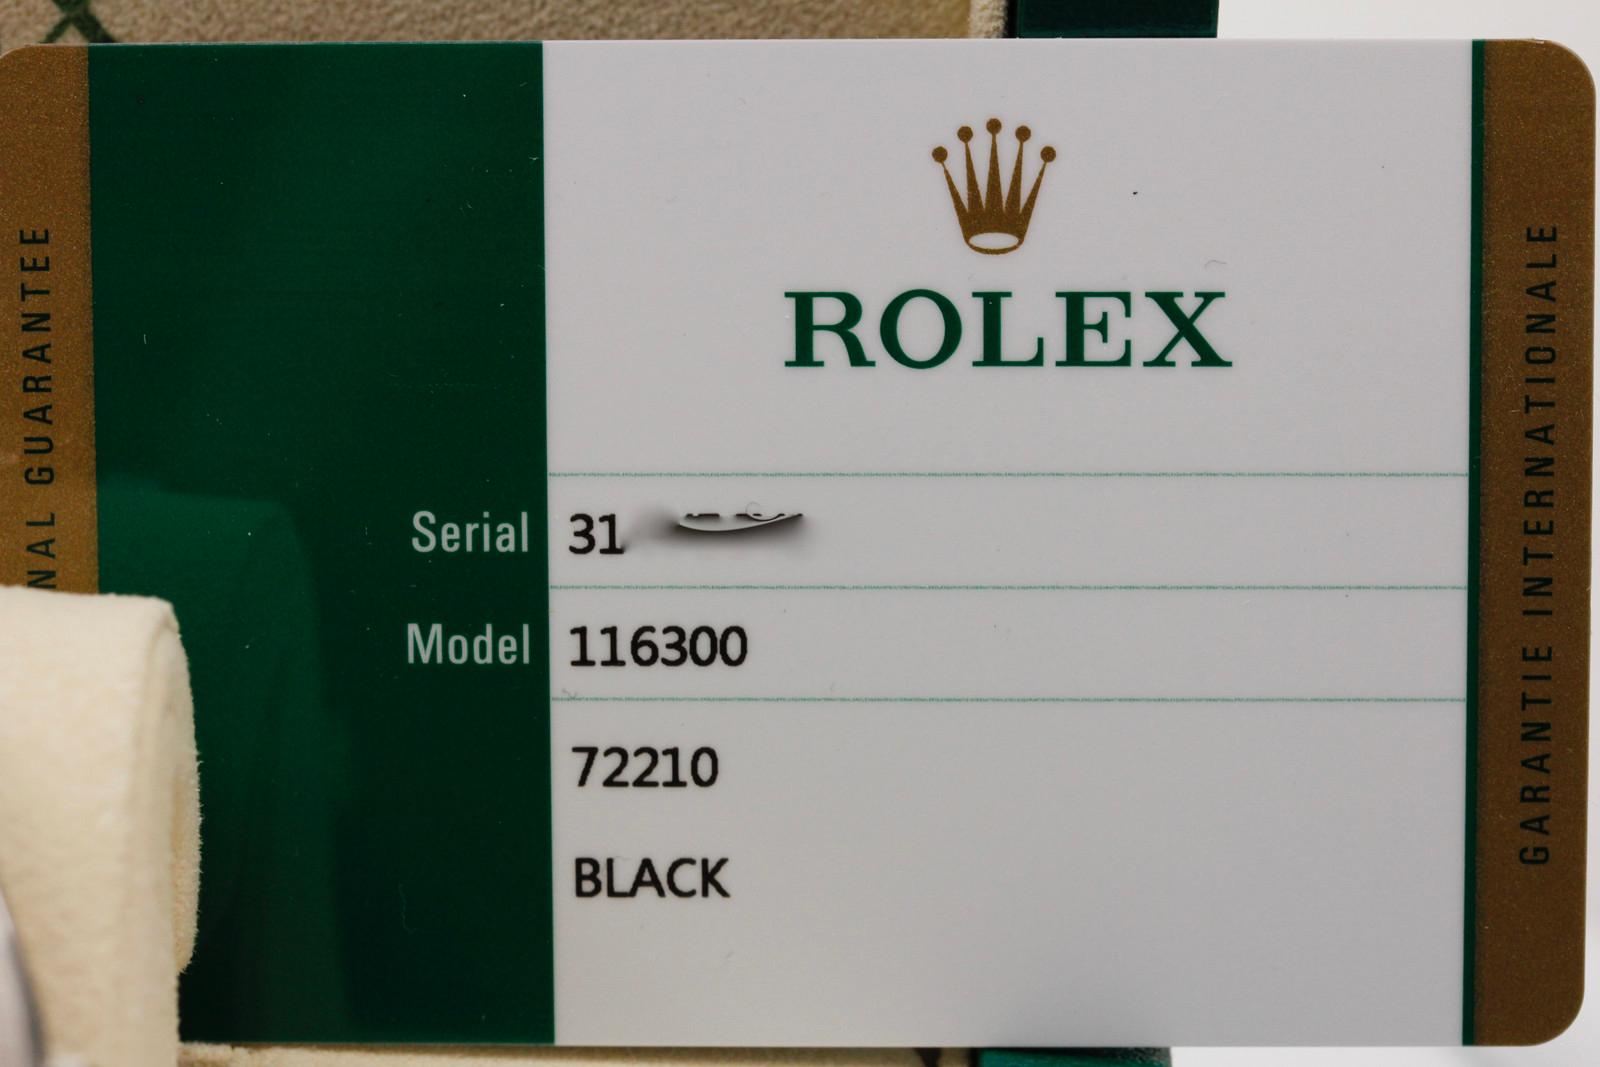 NAL GUARANTEE
ROLEX
Serial 31
Model 116300
72210
BLACK
GARANTIE INTERNATIONALE